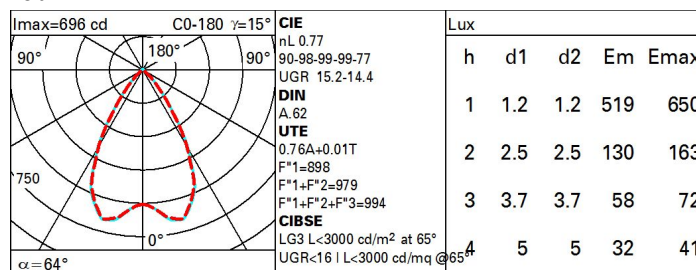 Imax=696 cd C0-180 γ=15°
90° 180° 90°
750
0°
α=64°
CIE
nL 0.77
90-98-99-99-77
UGR 15.2-14.4
DIN
A.62
UTE
0.76A+0.01T
F"1=898
F"1+F"2=979
F"1+F"2+F"3=994
CIBSE
LG3 L<3000 cd/m² at 65°
UGR<16 | L<3000 cd/mq @65°
Lux
h d1 d2 Em Emax
1 1.2 1.2 519 650
2 2.5 2.5 130 163
3 3.7 3.7 58 72
4 5 5 32 41